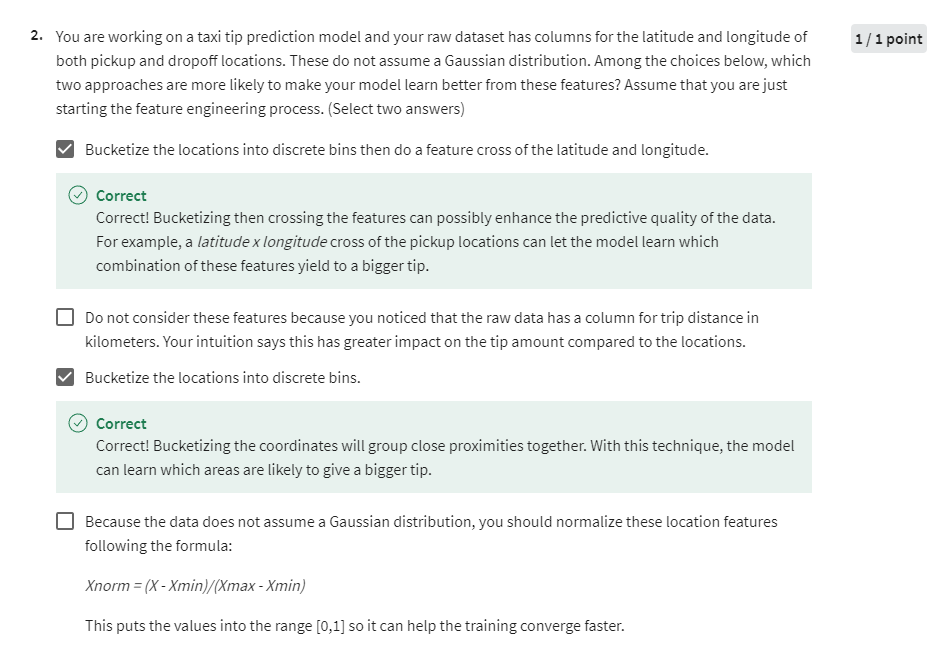 2. You are working on a taxi tip prediction model and your raw dataset has columns for the latitude and longitude of
1 / 1 point
both pickup and dropoff locations. These do not assume a Gaussian distribution. Among the choices below, which
two approaches are more likely to make your model learn better from these features? Assume that you are just
starting the feature engineering process. (Select two answers)
Bucketize the locations into discrete bins then do a feature cross of the latitude and longitude.
Correct
Correct! Bucketizing then crossing the features can possibly enhance the predictive quality of the data.
For example, a latitude x longitude cross of the pickup locations can let the model learn which
combination of these features yield to a bigger tip.
Do not consider these features because you noticed that the raw data has a column for trip distance in
kilometers. Your intuition says this has greater impact on the tip amount compared to the locations.
Bucketize the locations into discrete bins.
Correct
Correct! Bucketizing the coordinates will group close proximities together. With this technique, the model
can learn which areas are likely to give a bigger tip.
Because the data does not assume a Gaussian distribution, you should normalize these location features
following the formula:
Xnorm = (X - Xmin)/(Xmax - Xmin)
This puts the values into the range [0,1] so it can help the training converge faster.